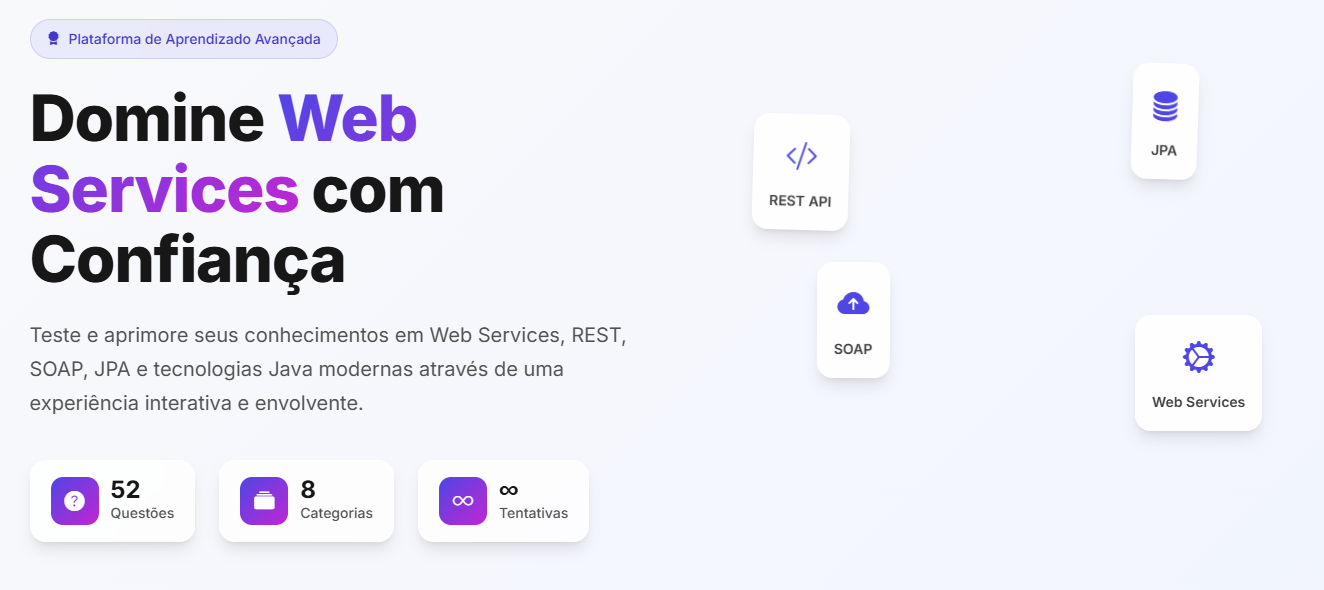 Plataforma de Aprendizado Avançada
Domine Web
Services com
Confiança
Teste e aprimore seus conhecimentos em Web Services, REST,
SOAP, JPA e tecnologias Java modernas através de uma
experiência interativa e envolvente.
52
Questões
8
Categorias
∞
Tentativas
REST API
JPA
SOAP
Web Services